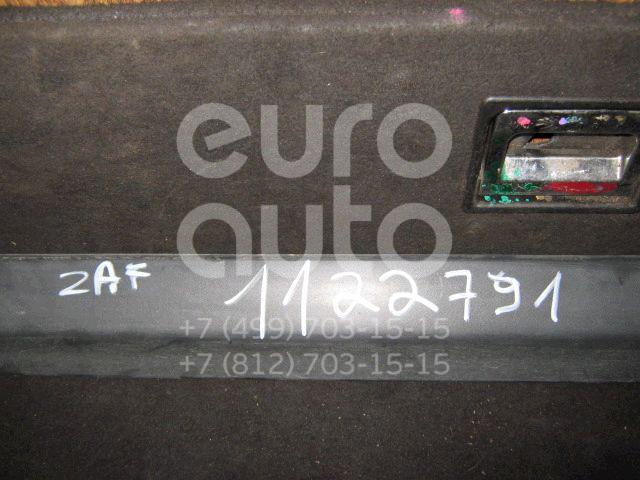 euro
auto
ZAF 1122791
+7 (499) 703-15-15
+7 (812) 703-15-15